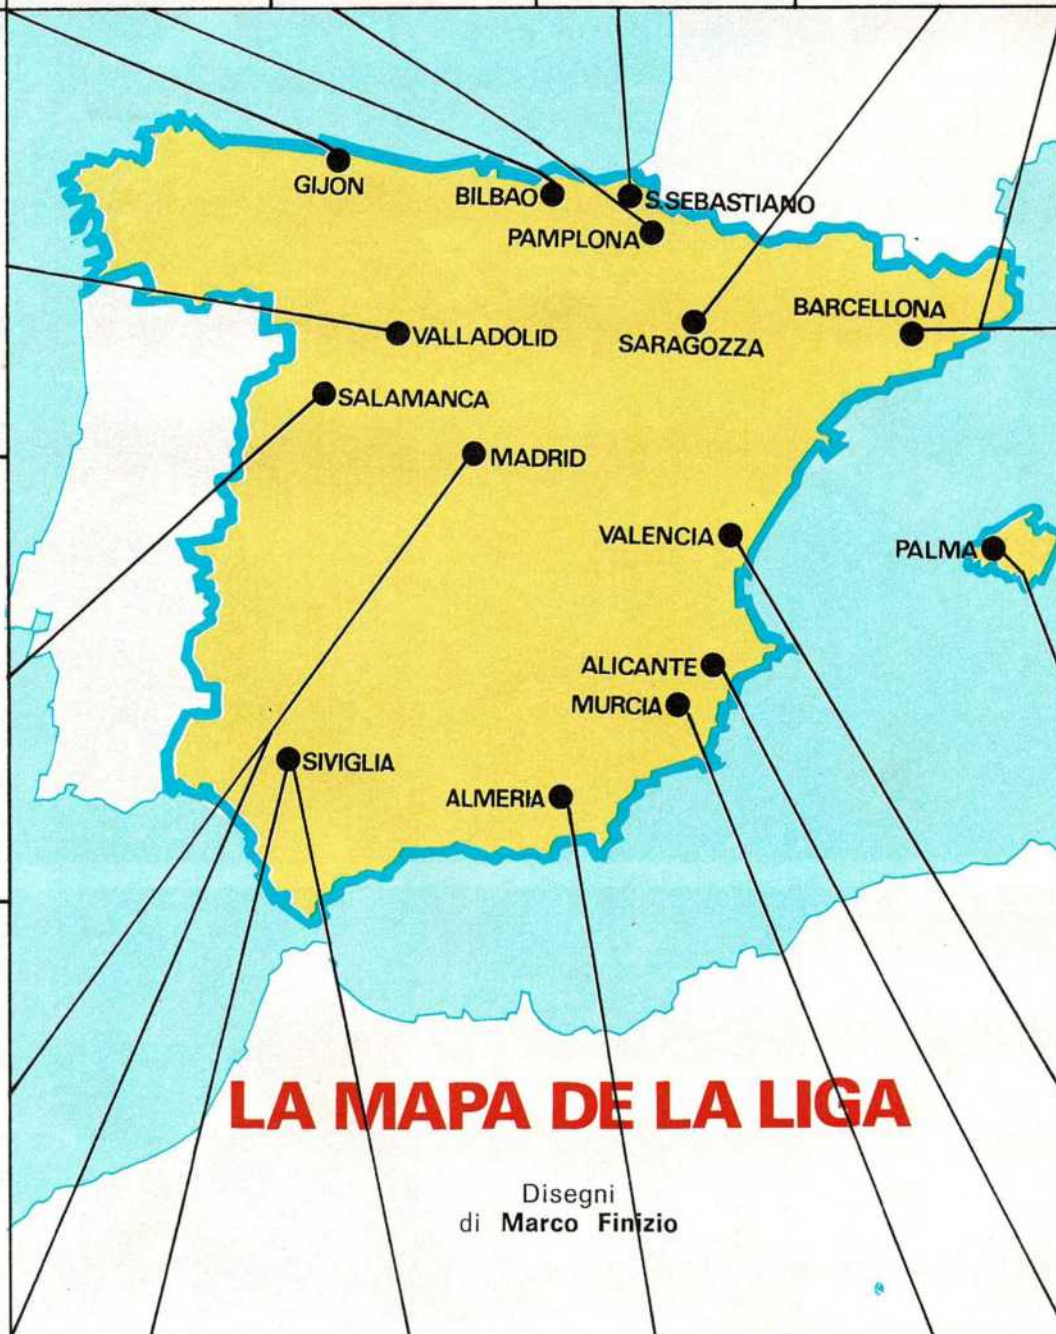 GIJON
BILBAO
S.SEBASTIANO
PAMPLONA
BARCELLONA
VALLADOLID
SARAGOZZA
SALAMANCA
MADRID
VALENCIA
PALMA
ALICANTE
MURCIA
SIVIGLIA
ALMERIA
LA MAPA DE LA LIGA
Disegni
di Marco Finizio